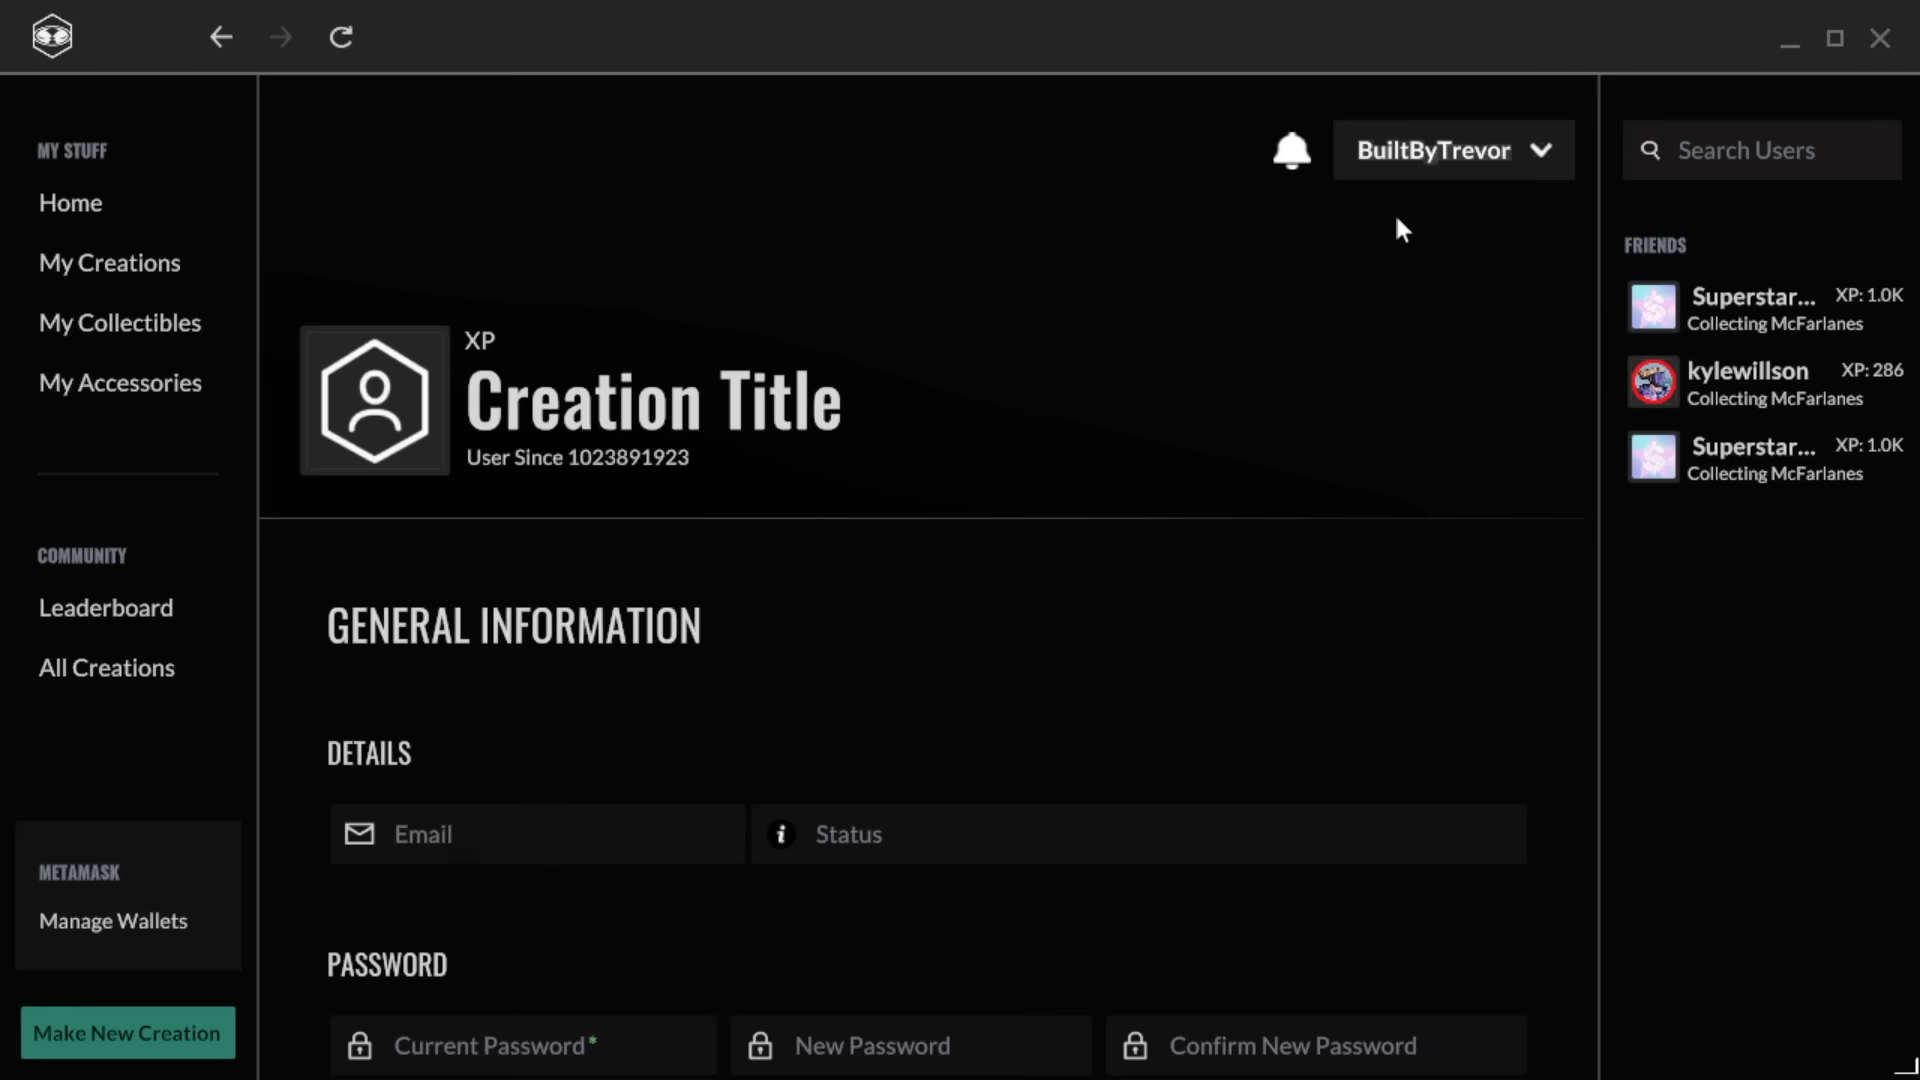 MY STUFF
Home
My Creations
My Collectibles
My Accessories
COMMUNITY
Leaderboard
All Creations
METAMASK
Manage Wallets
Make New Creation
BuiltByTrevor
XP
Creation Title
User Since 1023891923
GENERAL INFORMATION
DETAILS
Email
Status
PASSWORD
Current Password*
New Password
Confirm New Password
Search Users
FRIENDS
Superstar... XP: 1.0K
Collecting McFarlanes
kylewillson XP: 286
Collecting McFarlanes
Superstar... XP: 1.0K
Collecting McFarlanes